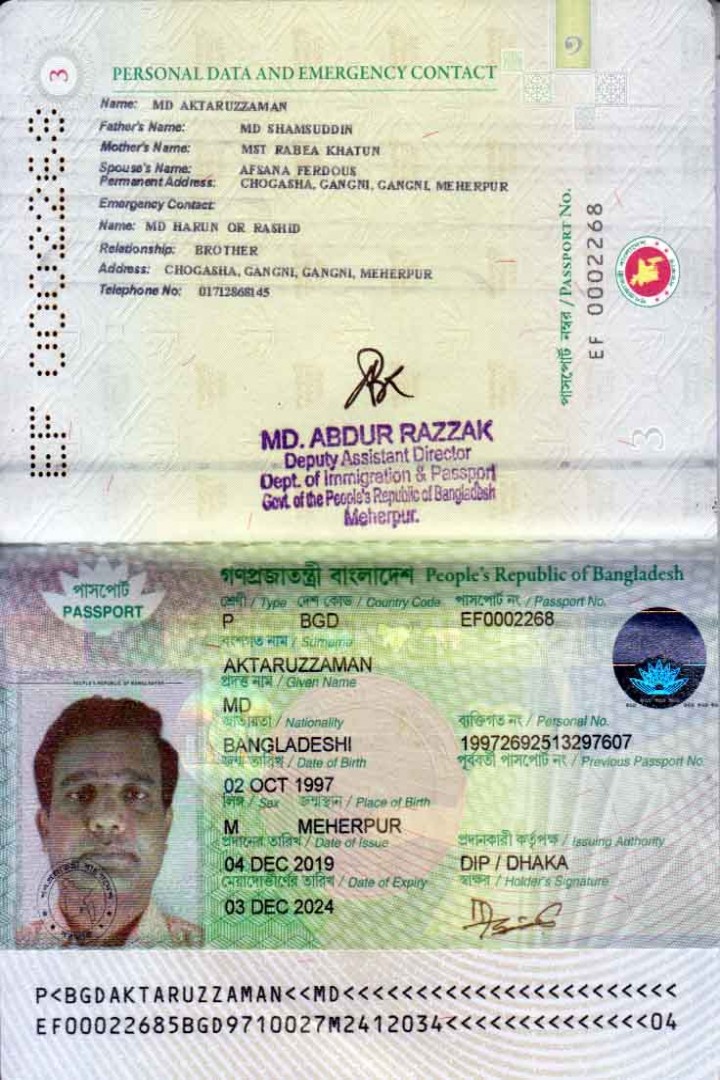 3
১
PERSONAL DATA AND EMERGENCY CONTACT
Name: MD AKTARUZZAMAN
Father's Name: MD SHAMSUDDIN
Mother's Name: MST RABEA KHATUN
Spouse's Name: AFSANA FERDOUS
Permanent Address: CHOGASHA, GANGNI, GANGNI, MEHERPUR
Emergency Contact:
Name: MD HARUN OR RASHID
Relationship: BROTHER
Address: CHOGASHA, GANGNI, GANGNI, MEHERPUR
Telephone No: 01712868145
EF 0002268
পাসপোর্ট নম্বর / PASSPORT No.
EF 0002268
3
MD. ABDUR RAZZAK
Deputy Assistant Director
Dept. of Immigration & Passport
Govt. of the People's Republic of Bangladesh
Meherpur.
গণপ্রজাতন্ত্রী বাংলাদেশ People's Republic of Bangladesh
পাসপোর্ট
PASSPORT
শ্রেণী / Type দেশ কোড / Country Code পাসপোর্ট নং / Passport No.
P BGD EF0002268
বংশগত নাম / Surname
AKTARUZZAMAN
প্রদত্ত নাম / Given Name
MD
জাতীয়তা / Nationality ব্যক্তিগত নং / Personal No.
BANGLADESHI 19972692513297607
জন্ম তারিখ / Date of Birth পূর্ববর্তী পাসপোর্ট নং / Previous Passport No.
02 OCT 1997
লিঙ্গ / Sex জন্মস্থান / Place of Birth
M MEHERPUR
প্রদানের তারিখ / Date of Issue প্রদানকারী কর্তৃপক্ষ / Issuing Authority
04 DEC 2019 DIP / DHAKA
মেয়াদোত্তীর্ণের তারিখ / Date of Expiry স্বাক্ষর / Holder's Signature
03 DEC 2024
P<BGDAKTARUZZAMAN<<MD<<<<<<<<<<<<<<<<<<<<<<<
EF00022685BGD9710027M2412034<<<<<<<<<<<<<<04